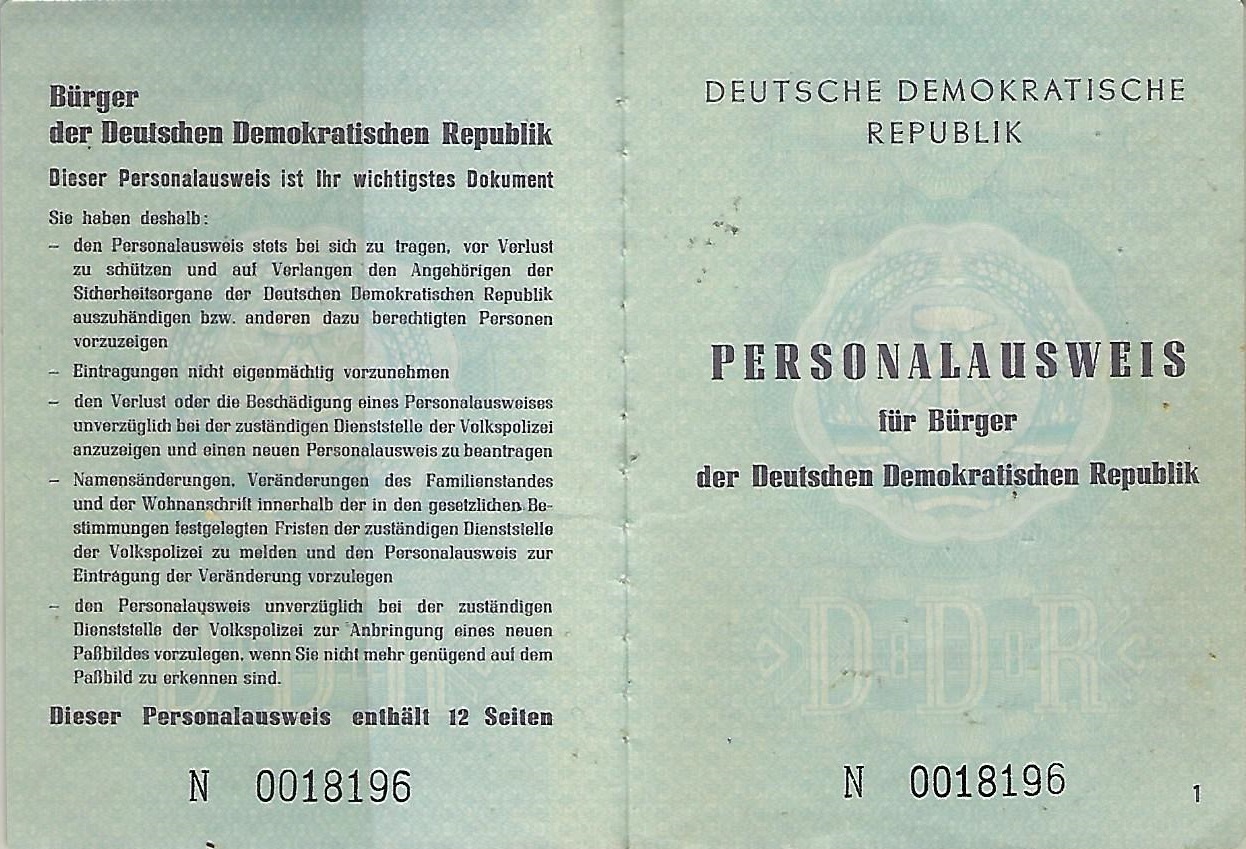 Bürger
der Deutschen Demokratischen Republik
Dieser Personalausweis ist Ihr wichtigstes Dokument
Sie haben deshalb:
– den Personalausweis stets bei sich zu tragen, vor Verlust
zu schützen und auf Verlangen den Angehörigen der
Sicherheitsorgane der Deutschen Demokratischen Republik
auszuhändigen bzw. anderen dazu berechtigten Personen
vorzuzeigen
– Eintragungen nicht eigenmächtig vorzunehmen
– den Verlust oder die Beschädigung eines Personalausweises
unverzüglich bei der zuständigen Dienststelle der Volkspolizei
anzuzeigen und einen neuen Personalausweis zu beantragen
– Namensänderungen, Veränderungen des Familienstandes
und der Wohnanschrift innerhalb der in den gesetzlichen Be-
stimmungen festgelegten Fristen der zuständigen Dienststelle
der Volkspolizei zu melden und den Personalausweis zur
Eintragung der Veränderung vorzulegen
– den Personalausweis unverzüglich bei der zuständigen
Dienststelle der Volkspolizei zur Anbringung eines neuen
Paßbildes vorzulegen, wenn Sie nicht mehr genügend auf dem
Paßbild zu erkennen sind.
Dieser Personalausweis enthält 12 Seiten
DDR
N 0018196
DEUTSCHE DEMOKRATISCHE
REPUBLIK
PERSONALAUSWEIS
für Bürger
der Deutschen Demokratischen Republik
DDR
N 0018196
1